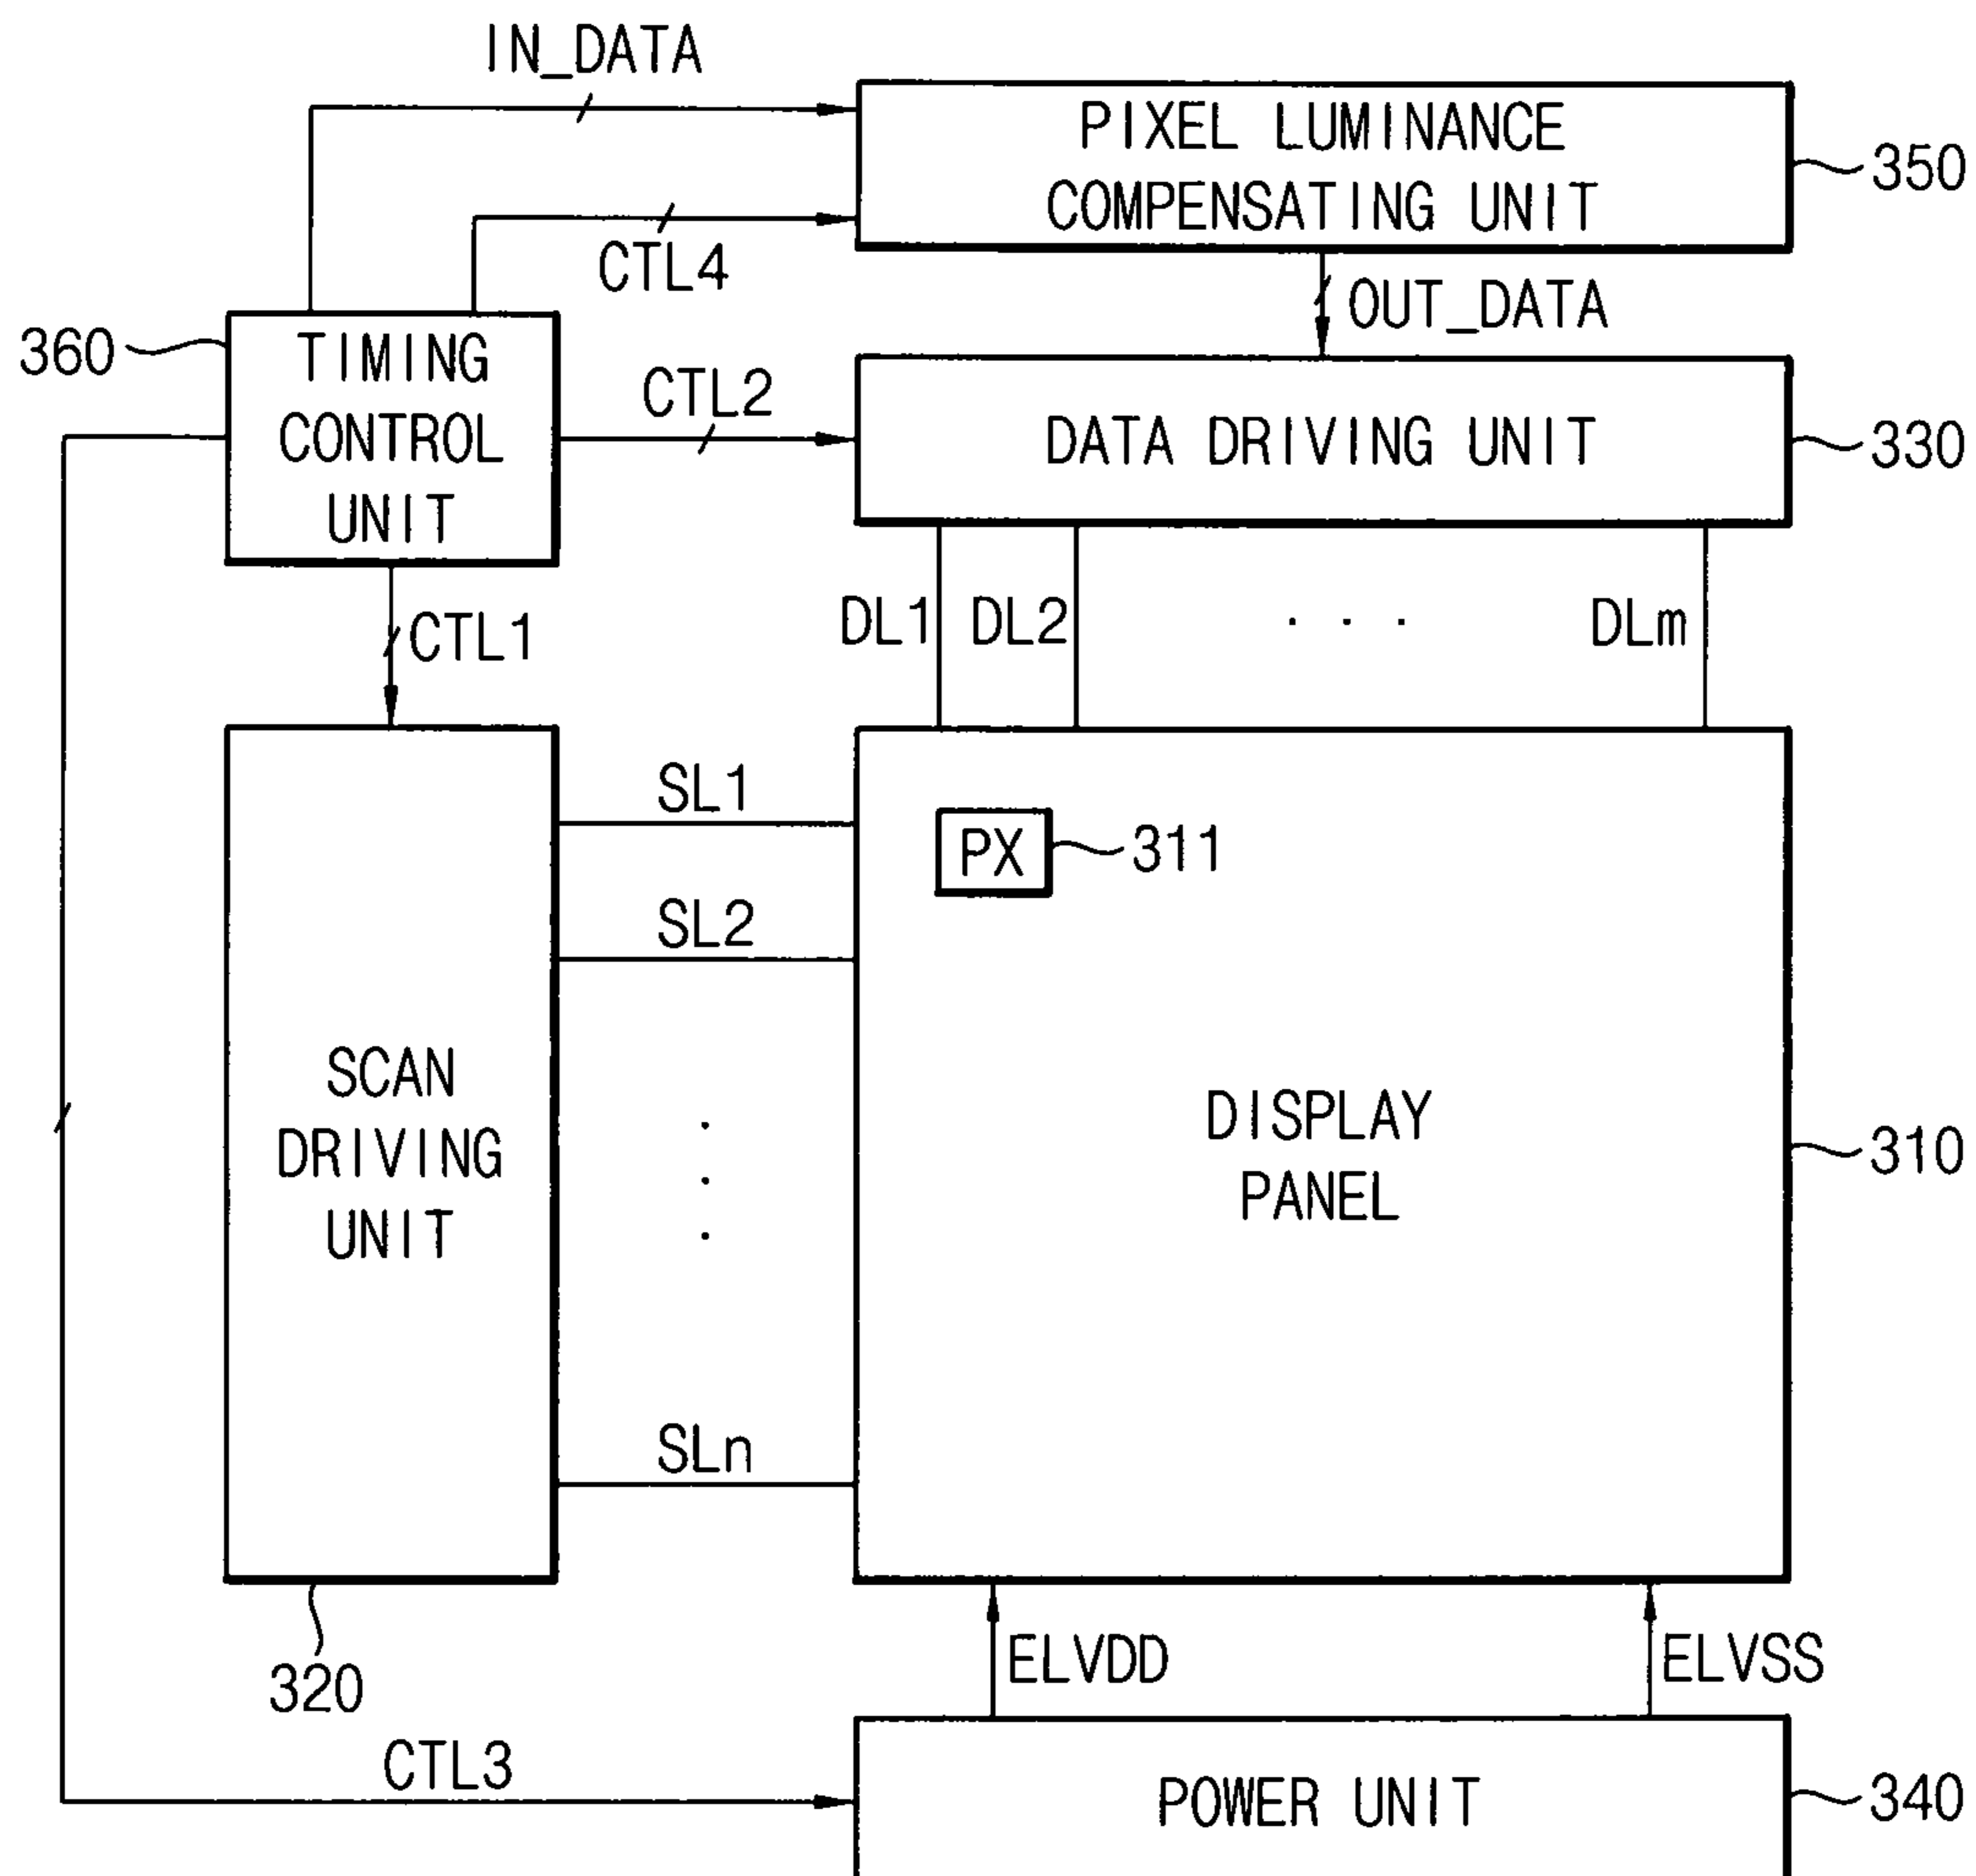 IN_DATA
PIXEL LUMINANCE
COMPENSATING UNIT
350
CTL4
OUT_DATA
360
TIMING
CONTROL
UNIT
CTL2
DATA DRIVING UNIT
330
CTL1
DL1
DL2
. . .
DLm
SL1
PX
311
SL2
SCAN
DRIVING
UNIT
.
.
.
DISPLAY
PANEL
310
SLn
320
ELVDD
ELVSS
CTL3
POWER UNIT
340